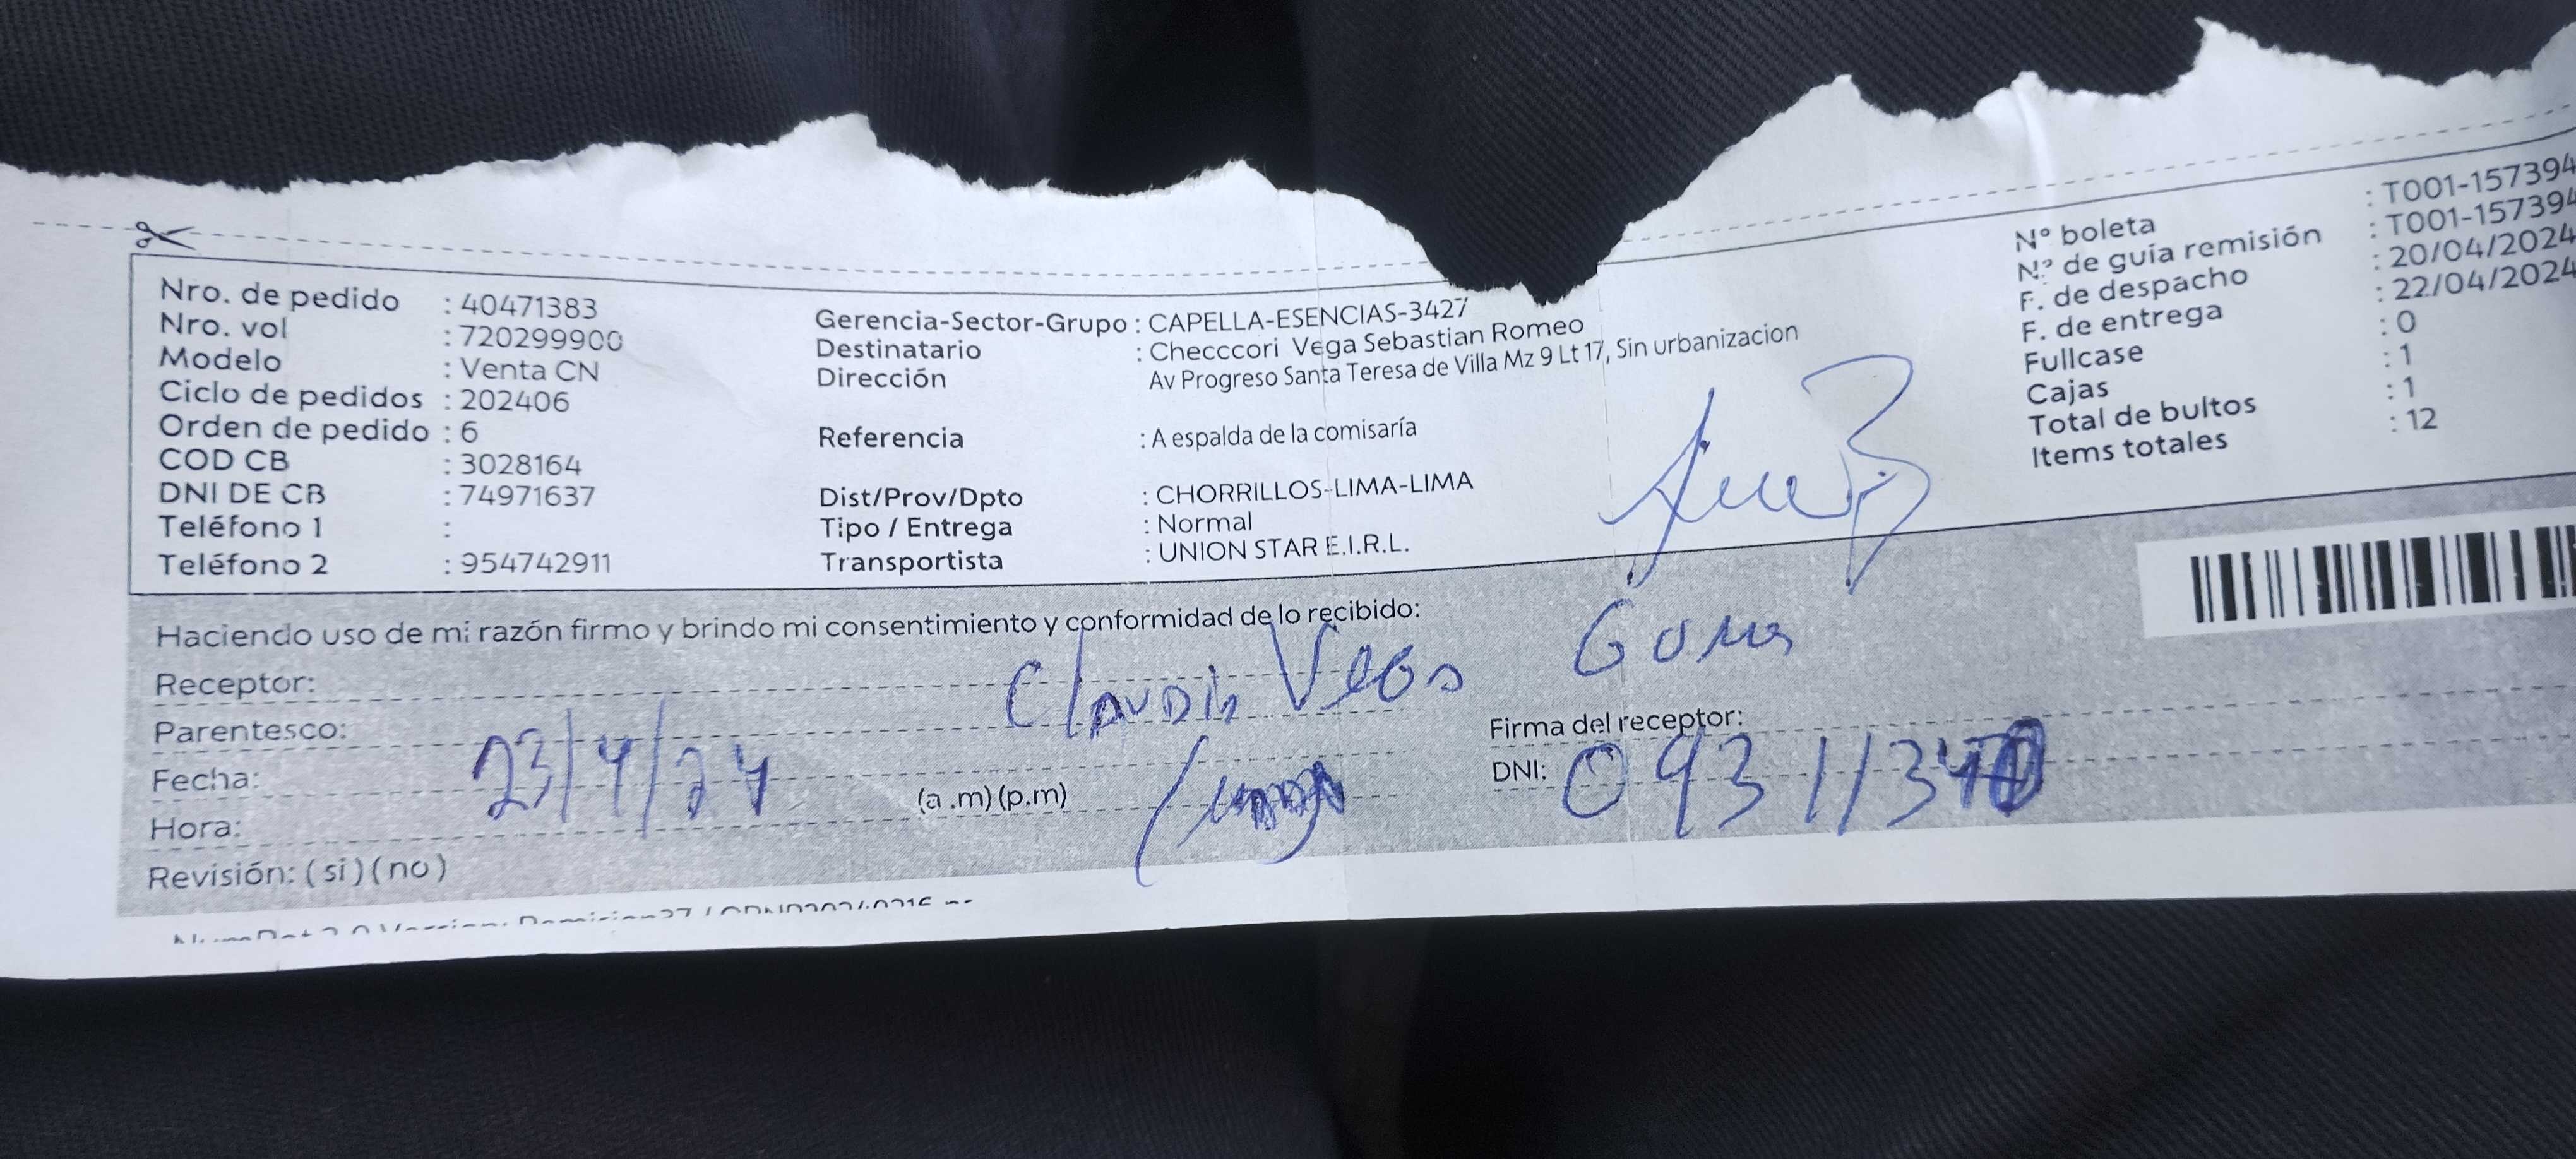 Nro. de pedido : 40471383
Nro. vol : 720299900
Modelo : Venta CN
Ciclo de pedidos : 202406
Orden de pedido : 6
COD CB : 3028164
DNI DE CB : 74971637
Teléfono 1 :
Teléfono 2 : 954742911
Gerencia-Sector-Grupo : CAPELLA-ESENCIAS-3427
Destinatario : Checccori Vega Sebastian Romeo
Dirección Av Progreso Santa Teresa de Villa Mz 9 Lt 17, Sin urbanizacion
Referencia : A espalda de la comisaría
Dist/Prov/Dpto : CHORRILLOS-LIMA-LIMA
Tipo / Entrega : Normal
Transportista : UNION STAR E.I.R.L.
N° boleta : T001-157394
N° de guía remisión : T001-157394
F. de despacho : 20/04/2024
F. de entrega : 22/04/2024
Fullcase : 0
Cajas : 1
Total de bultos : 1
Items totales : 12
Haciendo uso de mi razón firmo y brindo mi consentimiento y conformidad de lo recibido:
Receptor:
Parentesco:
Fecha: 23/4/24
Hora: (a .m) (p.m)
Revisión: ( si ) ( no )
Firma del receptor:
DNI: